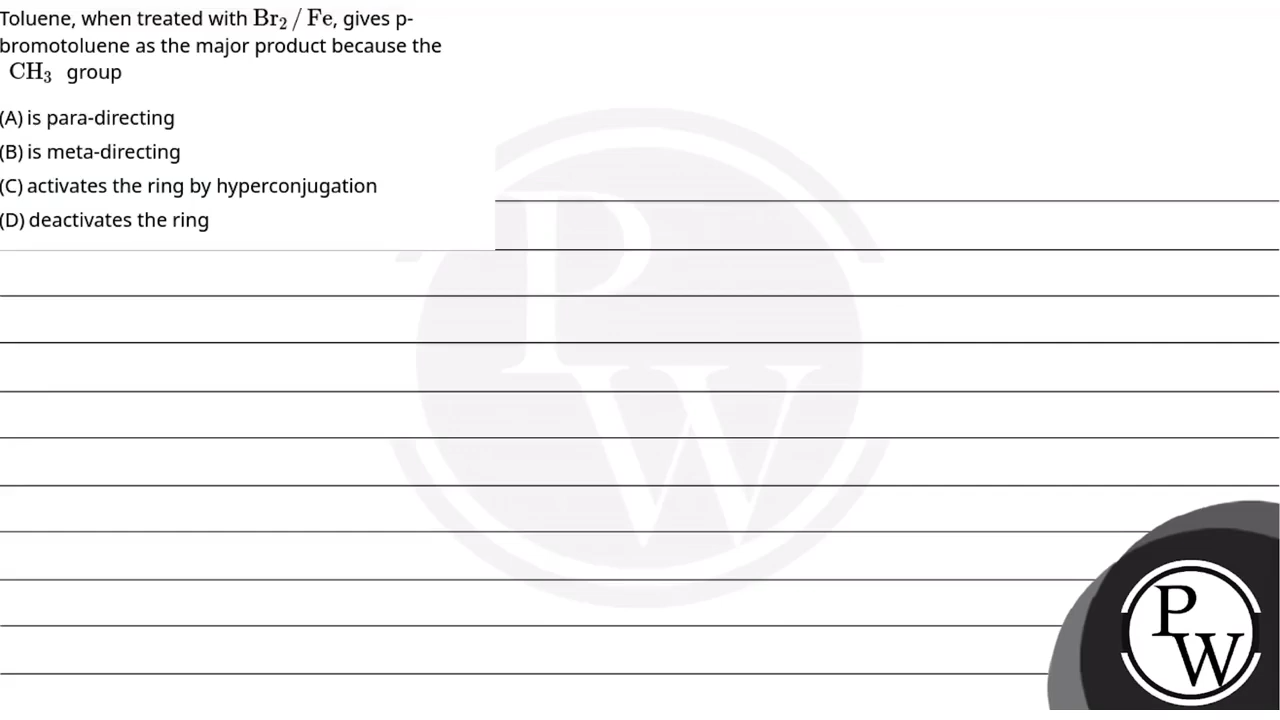 Toluene, when treated with Br₂ / Fe, gives p-
bromotoluene as the major product because the
CH₃ group
(A) is para-directing
(B) is meta-directing
(C) activates the ring by hyperconjugation
(D) deactivates the ring
P
W
P
W